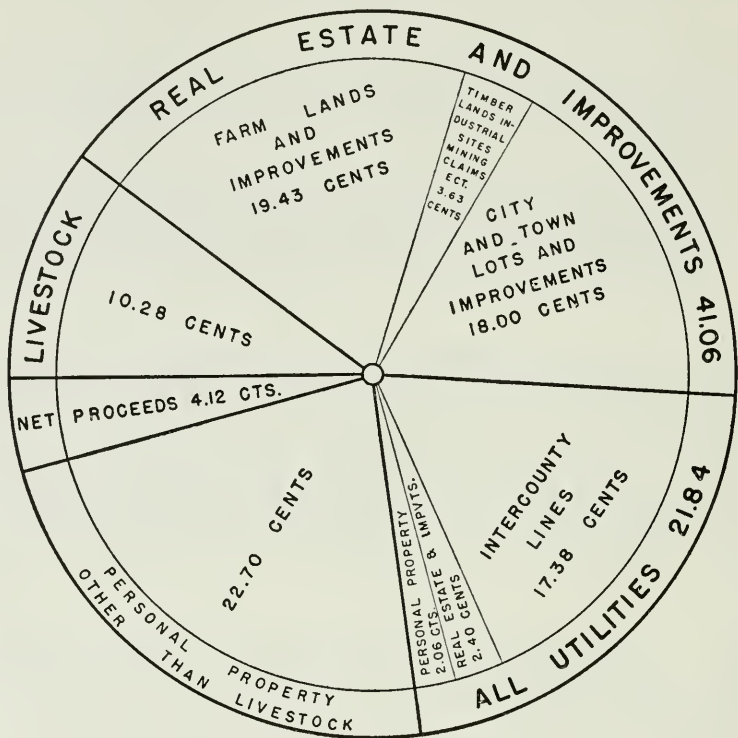 REAL ESTATE AND IMPROVEMENTS 41.06
FARM LANDS
AND
IMPROVEMENTS
19.43 CENTS
TIMBER
LANDS IN-
DUSTRIAL
SITES
MINING
CLAIMS
ECT.
3.63
CENTS
CITY
AND TOWN
LOTS AND
IMPROVEMENTS
18.00 CENTS
LIVESTOCK
10.28 CENTS
NET PROCEEDS 4.12 CTS.
22.70 CENTS
PERSONAL PROPERTY
OTHER THAN LIVESTOCK
PERSONAL PROPERTY
2.06 CTS.
REAL ESTATE & IMPVTS.
2.40 CENTS
INTERCOUNTY
LINES
17.38 CENTS
ALL UTILITIES 21.84